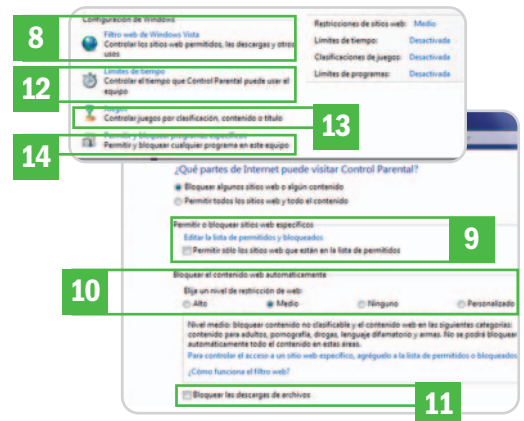 Configuración de Windows
8
Filtro web de Windows Vista
Controlar los sitios web permitidos, las descargas y otros
usos
12
Límites de tiempo
Controlar el tiempo que Control Parental puede usar el
equipo
Juegos
Controlar juegos por clasificación, contenido o título
13
14
Permitir y bloquear programas específicos
Permitir y bloquear cualquier programa en este equipo
Restricciones de sitios web: Medio
Límites de tiempo: Desactivada
Clasificaciones de juegos: Desactivada
Límites de programas: Desactivada
¿Qué partes de Internet puede visitar Control Parental?
Bloquear algunos sitios web o algún contenido
Permitir todos los sitios web y todo el contenido
Permitir o bloquear sitios web específicos
Editar la lista de permitidos y bloqueados
Permitir sólo los sitios web que están en la lista de permitidos
9
10
Bloquear el contenido web automáticamente
Elija un nivel de restricción de web:
Alto Medio Ninguno Personalizado
Nivel medio: bloquear contenido no clasificable y el contenido web en las siguientes categorías:
contenido para adultos, pornografía, drogas, lenguaje difamatorio y armas. No se podrá bloquear
automáticamente todo el contenido en estas áreas.
Para controlar el acceso a un sitio web específico, agréguelo a la lista de permitidos o bloqueados
¿Cómo funciona el filtro web?
Bloquear las descargas de archivos
11